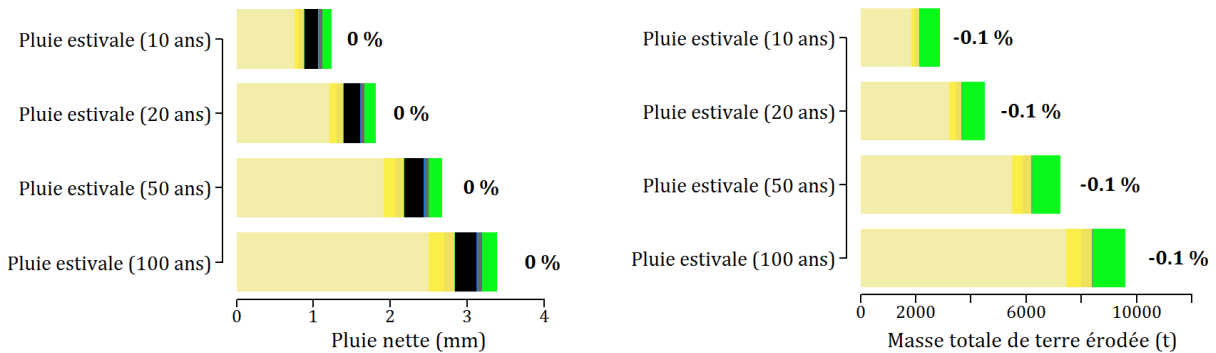 Pluie estivale (10 ans)
0 %
Pluie estivale (20 ans)
0 %
Pluie estivale (50 ans)
0 %
Pluie estivale (100 ans)
0 %
0 1 2 3 4
Pluie nette (mm)
Pluie estivale (10 ans)
-0.1 %
Pluie estivale (20 ans)
-0.1 %
Pluie estivale (50 ans)
-0.1 %
Pluie estivale (100 ans)
-0.1 %
0 2000 6000 10000
Masse totale de terre érodée (t)